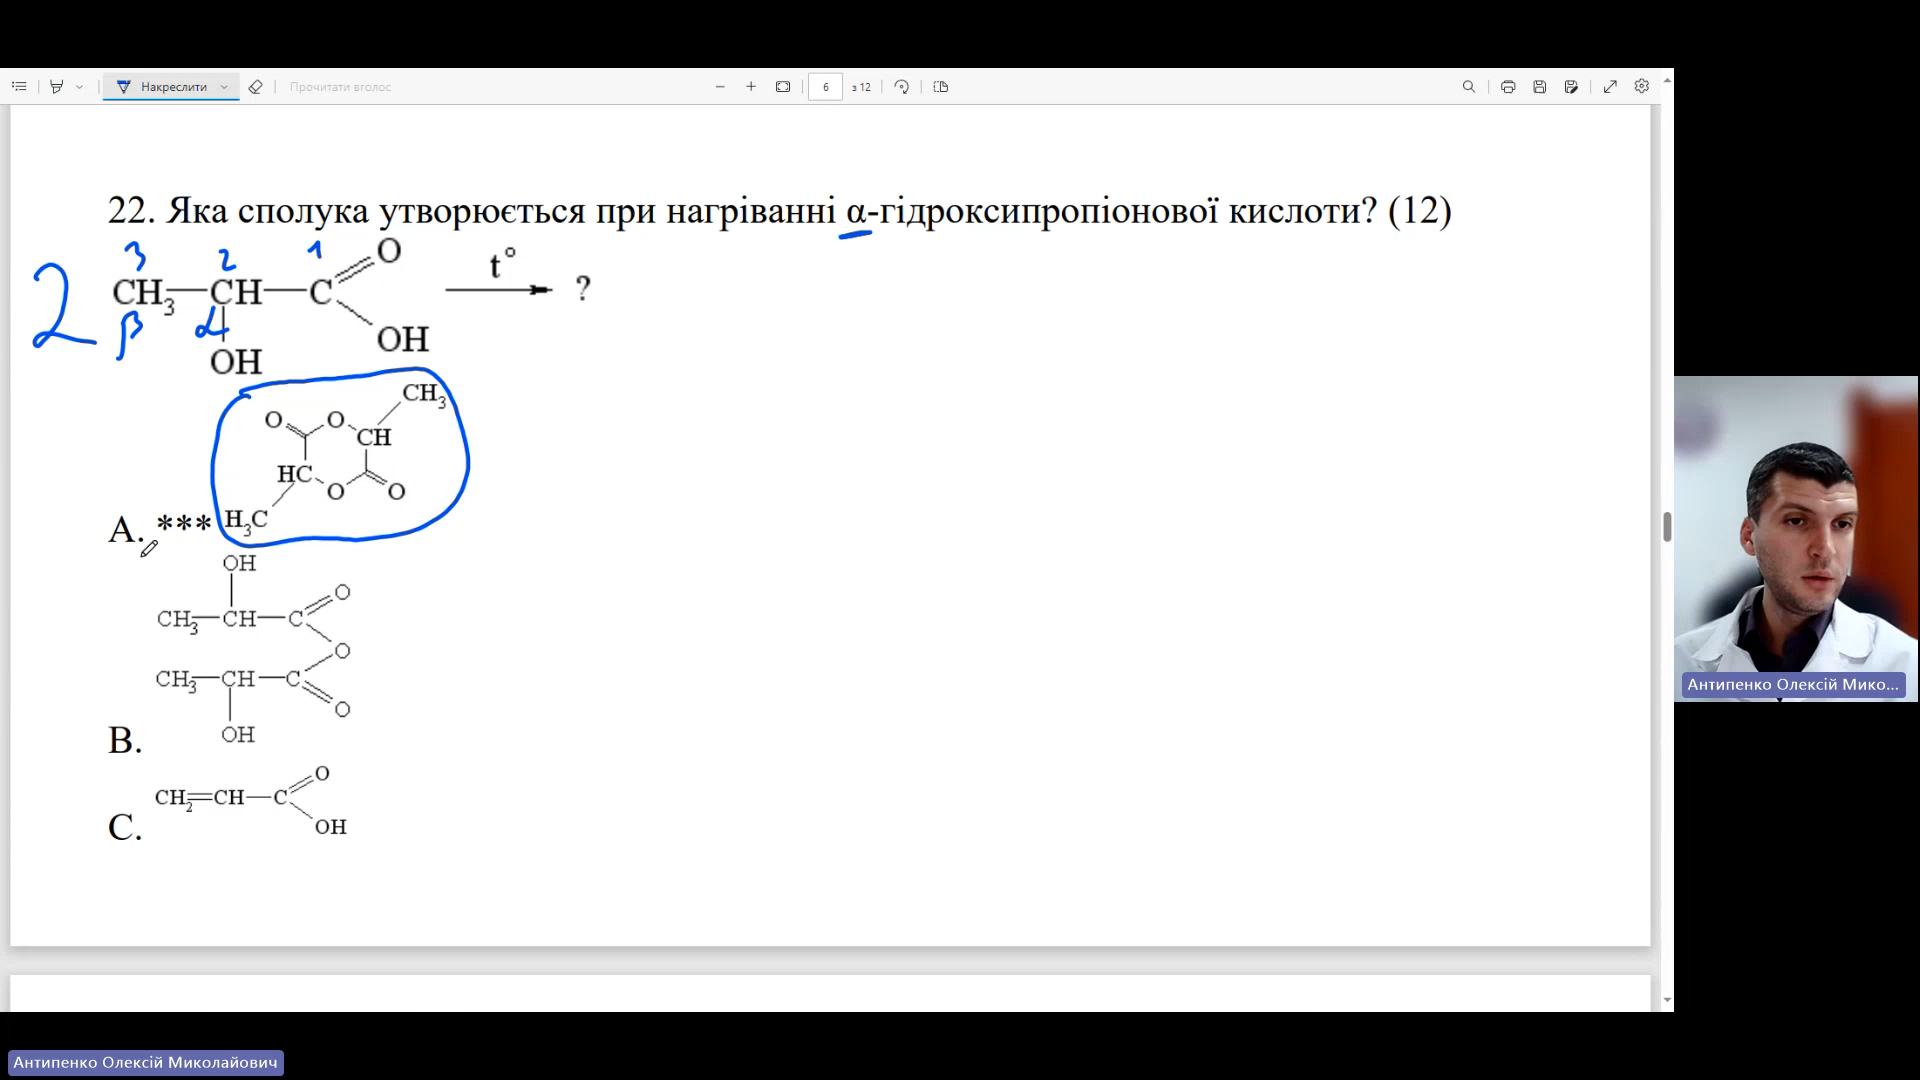 Накреслити
Прочитати вголос
6
з 12
22. Яка сполука утворюється при нагріванні α-гідроксипропіонової кислоти? (12)
3 2 1
2 CH3—CH—C O t° ?
β α
OH OH
A. ***
CH3
O O CH
HC O O
H3C
OH
CH3—CH—C O
O
CH3—CH—C O
B. OH
CH2=CH—C O
C. OH
Антипенко Олексій Мико...
Антипенко Олексій Миколайович